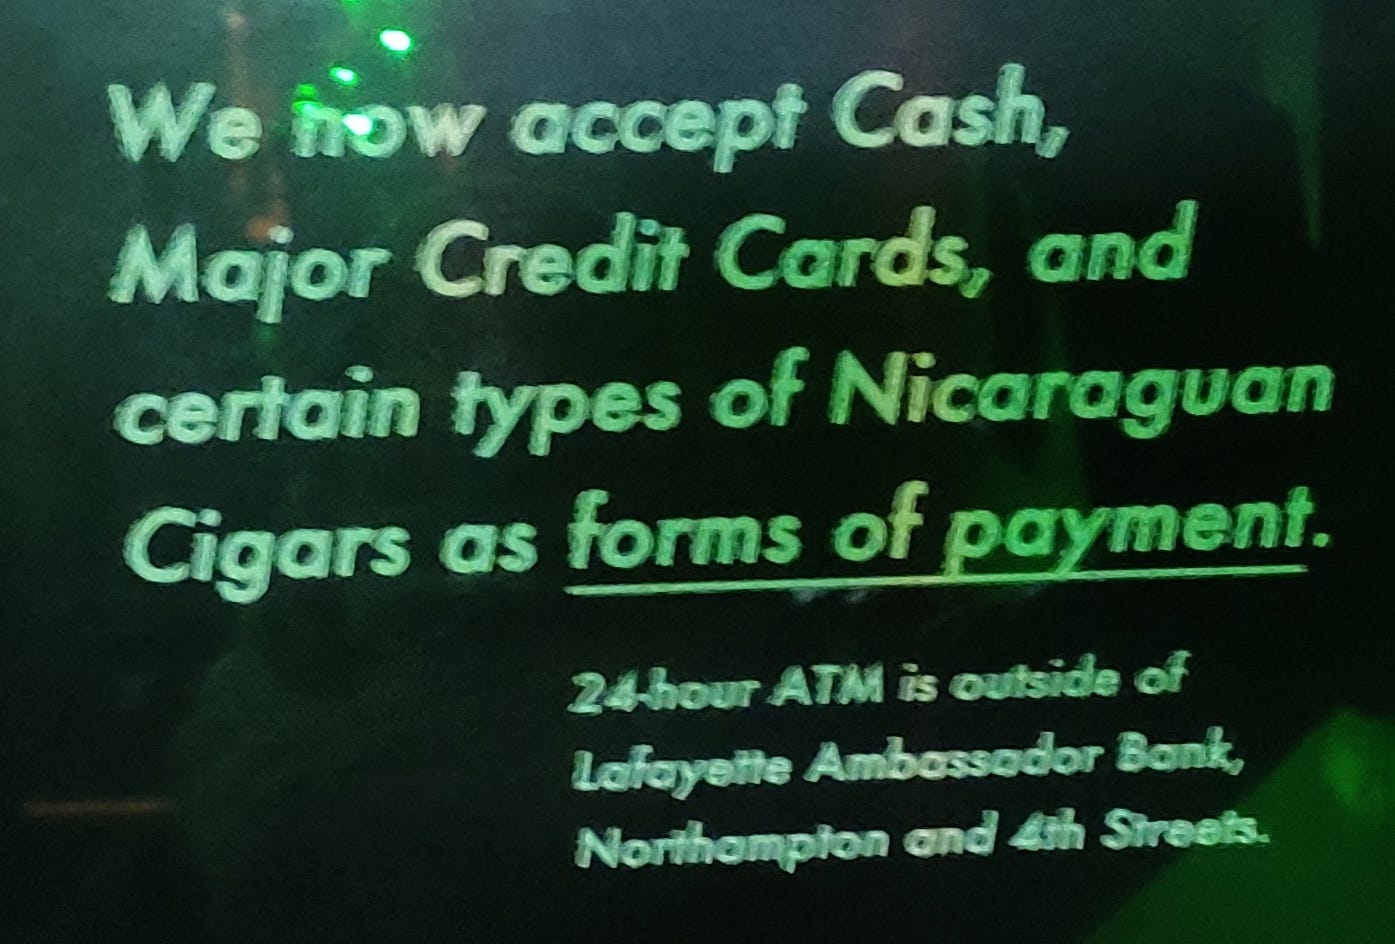 We now accept Cash,
Major Credit Cards, and
certain types of Nicaraguan
Cigars as forms of payment.
24-hour ATM is outside of
Lafayette Ambassador Bank,
Northampton and 4th Streets.